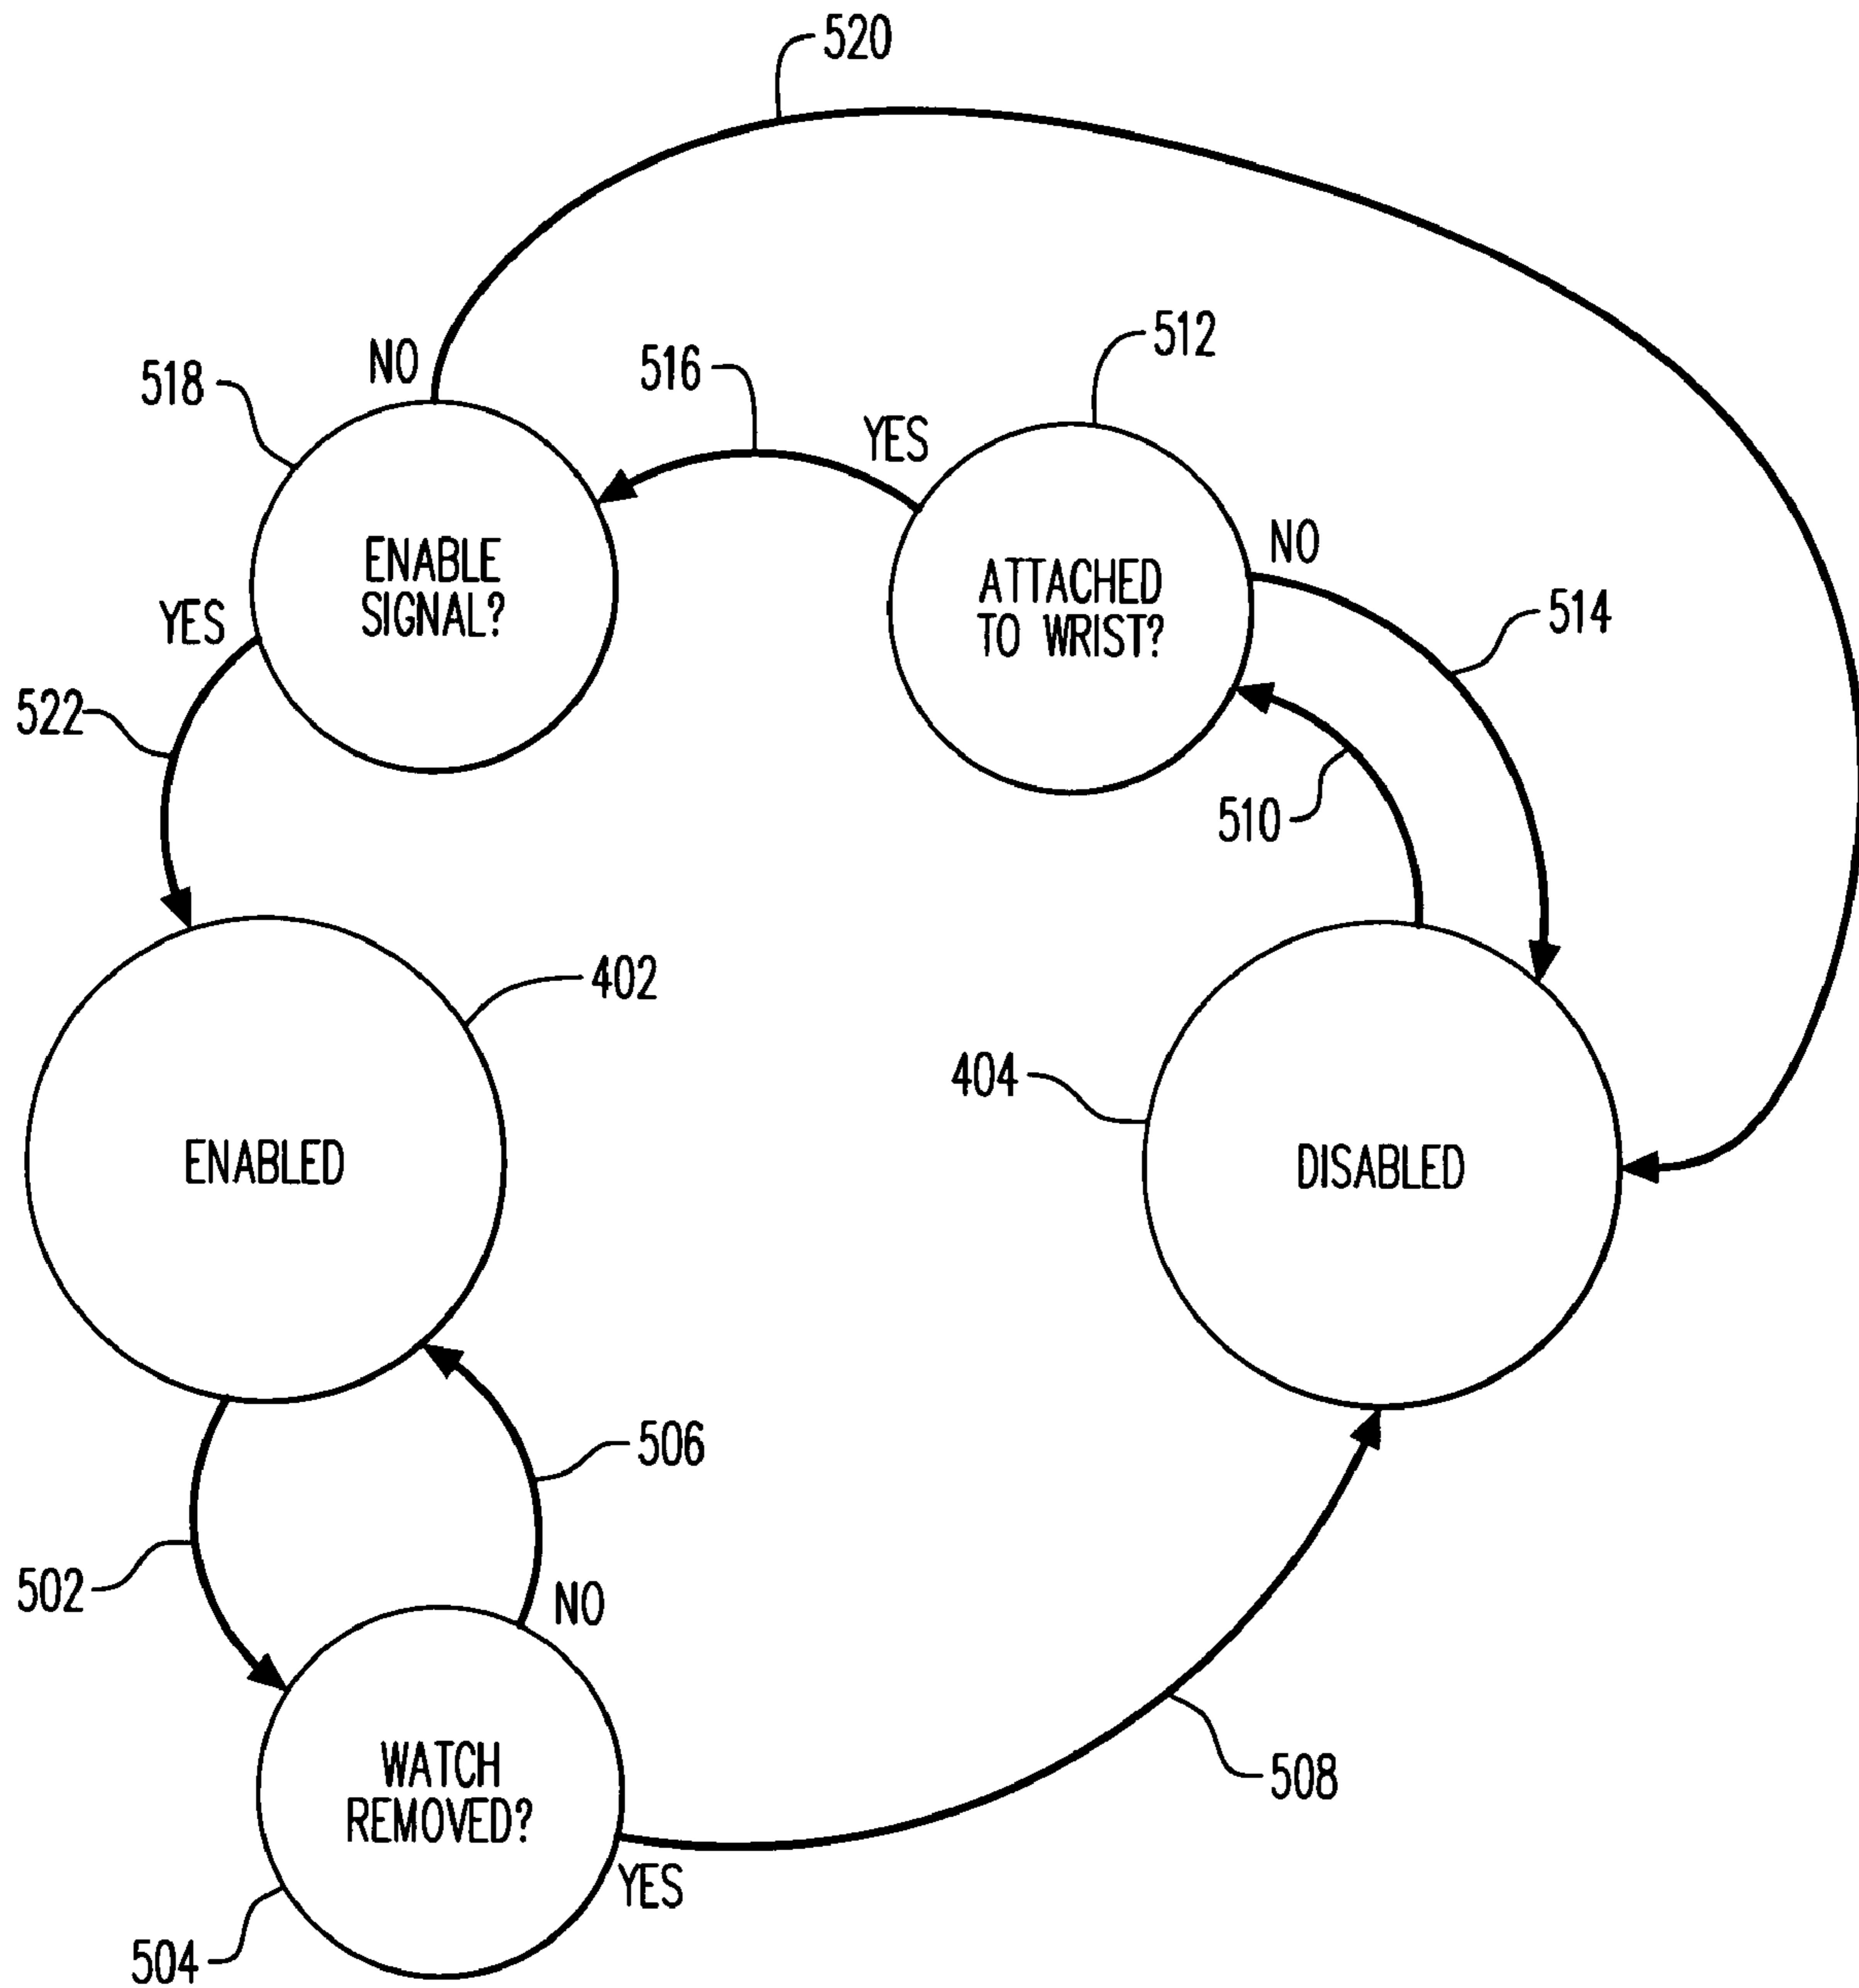 520
NO
516
512
518
YES
NO
ENABLE
SIGNAL?
ATTACHED
TO WRIST?
514
YES
522
510
402
404
ENABLED
DISABLED
506
502
NO
WATCH
REMOVED?
508
YES
504